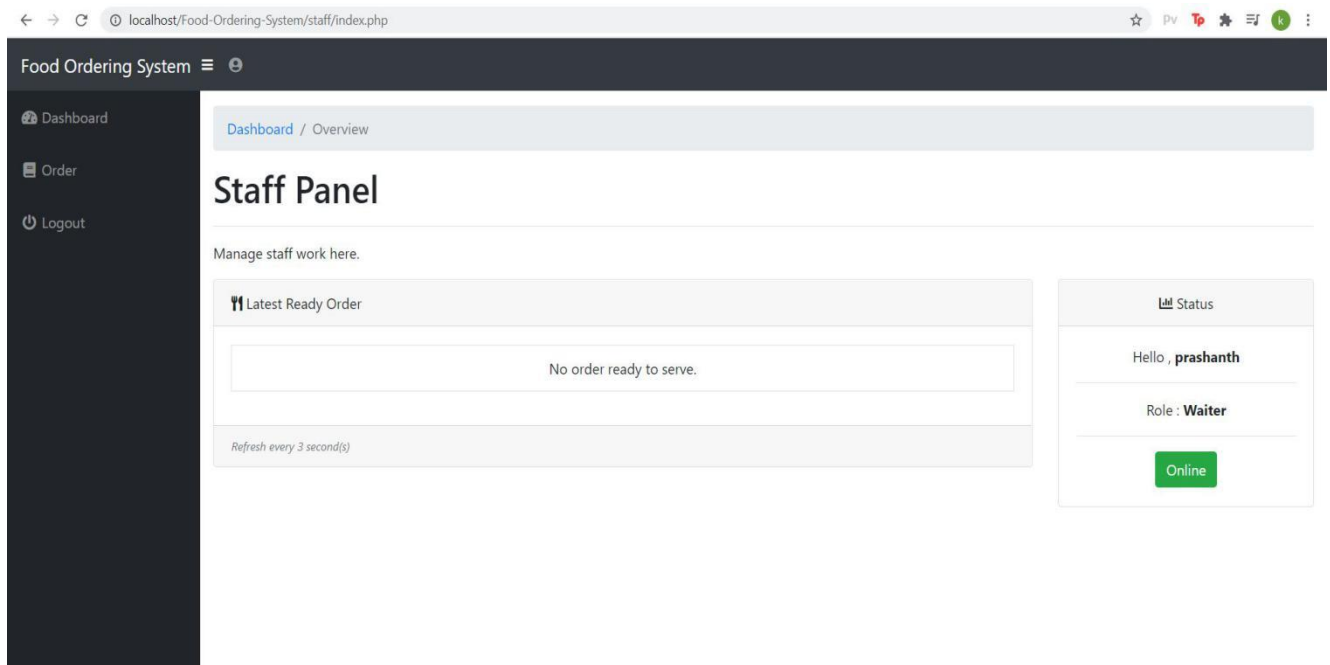 localhost/Food-Ordering-System/staff/index.php
Pv
Tp
k
Food Ordering System
Dashboard
Order
Logout
Dashboard / Overview
Staff Panel
Manage staff work here.
Latest Ready Order
No order ready to serve.
Refresh every 3 second(s)
Status
Hello , prashanth
Role : Waiter
Online